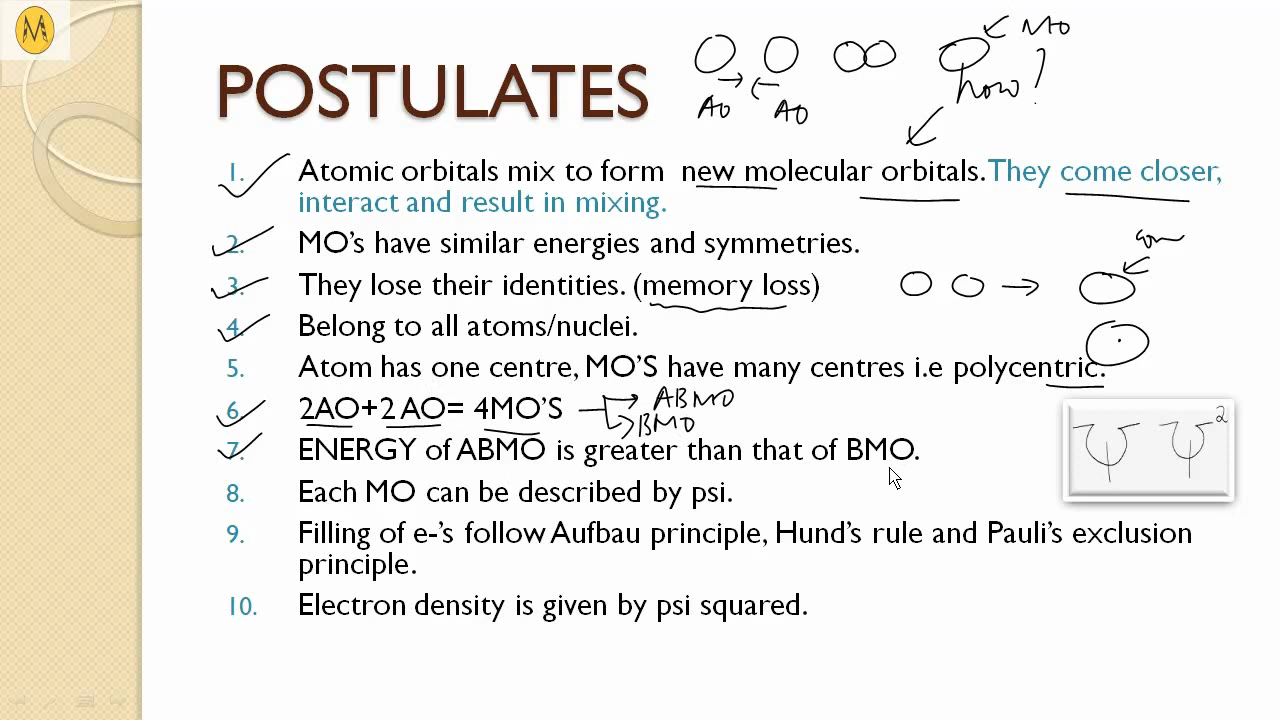 M
MO
POSTULATES
how?
AO AO
1. Atomic orbitals mix to form new molecular orbitals. They come closer,
interact and result in mixing.
2. MO's have similar energies and symmetries.
3. They lose their identities. (memory loss)
4. Belong to all atoms/nuclei.
5. Atom has one centre, MO'S have many centres i.e polycentric.
6. 2AO+2 AO= 4MO'S
ABMO
BMO
7. ENERGY of ABMO is greater than that of BMO.
Ψ Ψ2
8. Each MO can be described by psi.
9. Filling of e-'s follow Aufbau principle, Hund's rule and Pauli's exclusion
principle.
10. Electron density is given by psi squared.